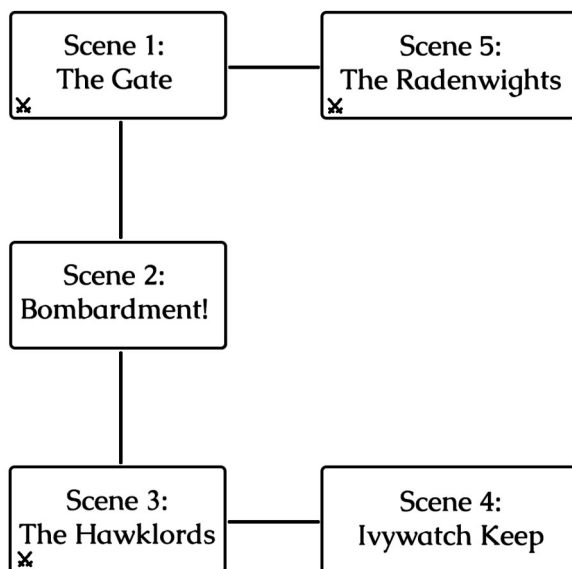 Scene 1:
The Gate
Scene 5:
The Radenwights
Scene 2:
Bombardment!
Scene 3:
The Hawklords
Scene 4:
Ivywatch Keep